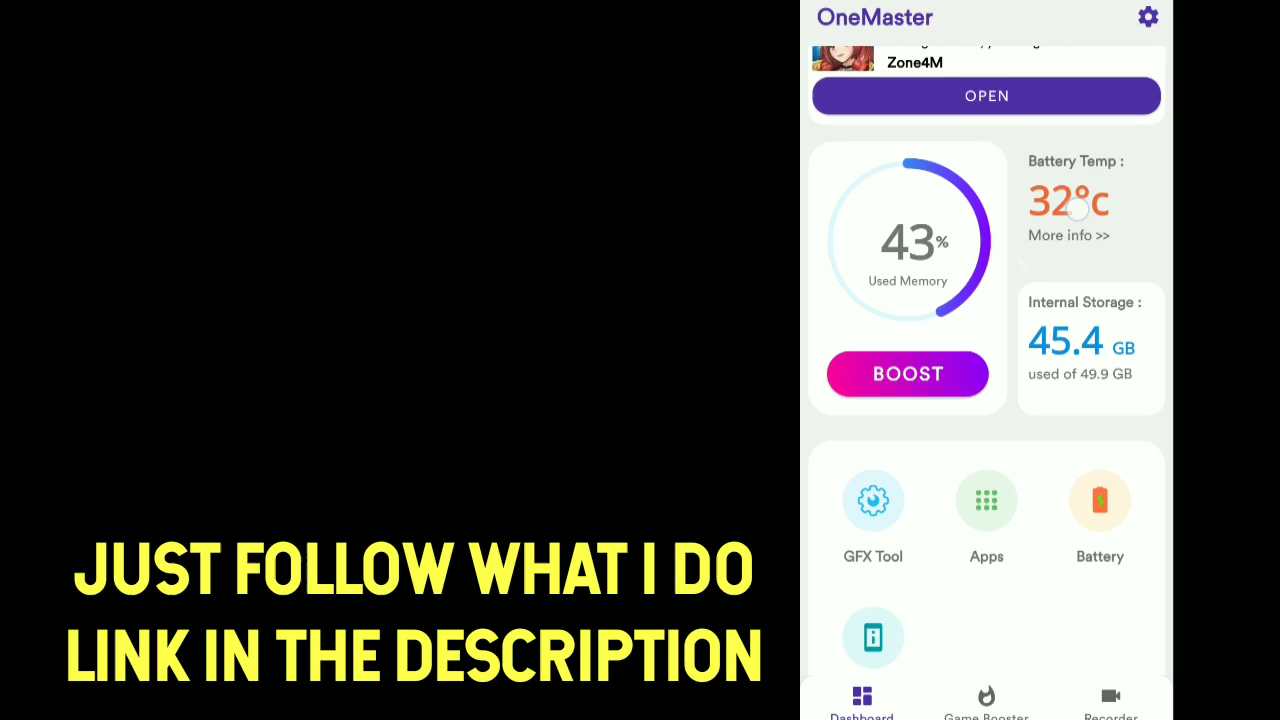 OneMaster
Zone4M
OPEN
Battery Temp :
32°c
More info >>
43%
Used Memory
Internal Storage :
45.4 GB
used of 49.9 GB
BOOST
GFX Tool
Apps
Battery
JUST FOLLOW WHAT I DO
LINK IN THE DESCRIPTION
Dashboard
Game Booster
Recorder